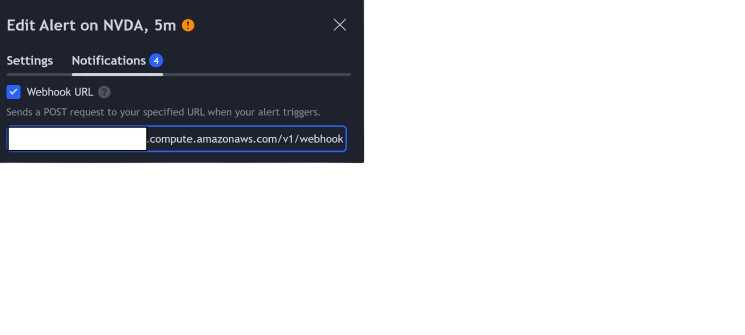 Edit Alert on NVDA, 5m !
Settings Notifications 4
Webhook URL ?
Sends a POST request to your specified URL when your alert triggers.
.compute.amazonaws.com/v1/webhook